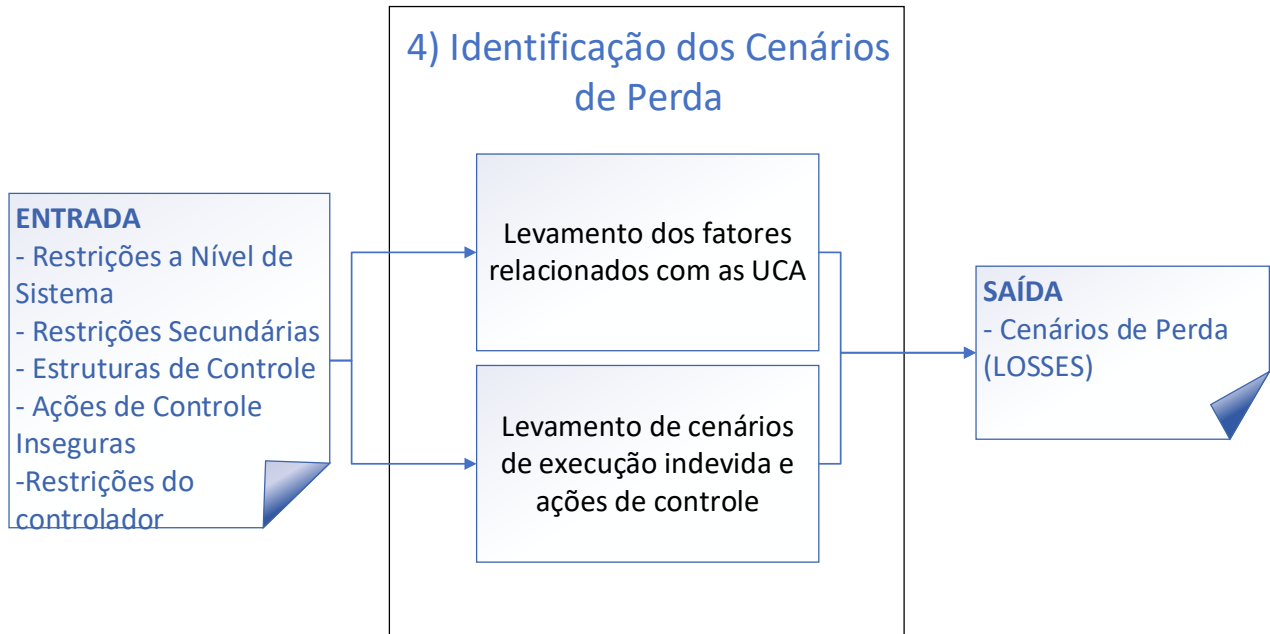 4) Identificação dos Cenários
de Perda
ENTRADA
- Restrições a Nível de
Sistema
- Restrições Secundárias
- Estruturas de Controle
- Ações de Controle
Inseguras
-Restrições do
controlador
Levamento dos fatores
relacionados com as UCA
Levamento de cenários
de execução indevida e
ações de controle
SAÍDA
- Cenários de Perda
(LOSSES)